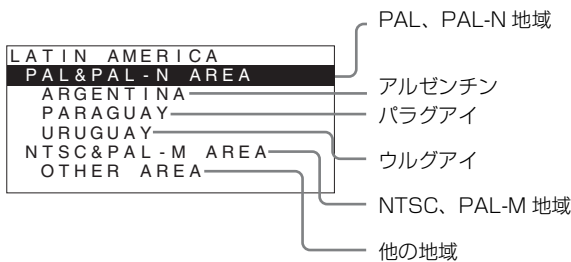 LATIN AMERICA
PAL&PAL-N AREA
ARGENTINA
PARAGUAY
URUGUAY
NTSC&PAL-M AREA
OTHER AREA
PAL、PAL-N 地域
アルゼンチン
パラグアイ
ウルグアイ
NTSC、PAL-M 地域
他の地域